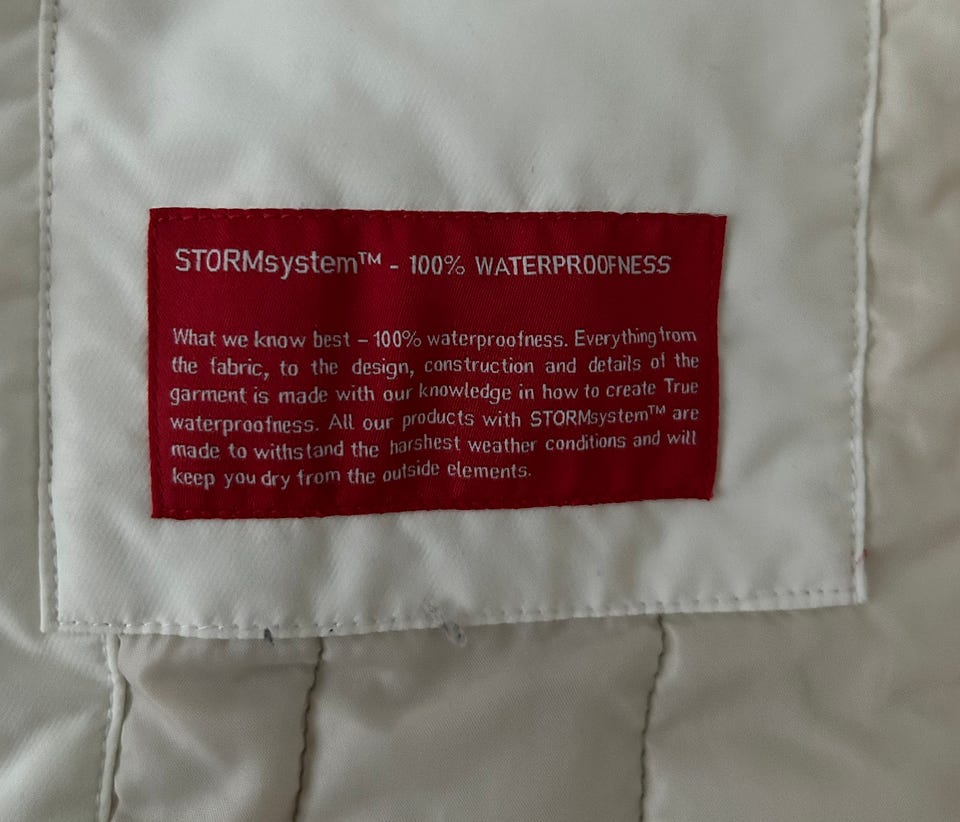 STORMsystem™ - 100% WATERPROOFNESS
What we know best – 100% waterproofness. Everything from
the fabric, to the design, construction and details of the
garment is made with our knowledge in how to create True
waterproofness. All our products with STORMsystem™ are
made to withstand the harshest weather conditions and will
keep you dry from the outside elements.